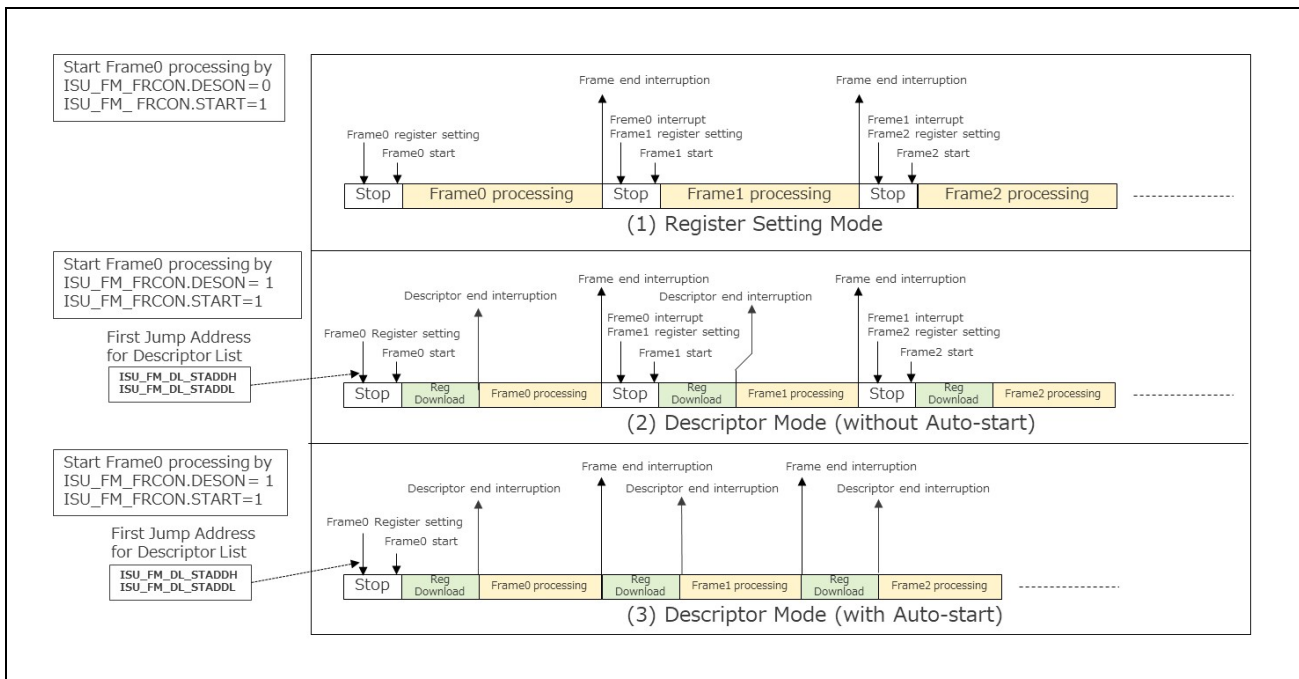 Start Frame0 processing by
ISU_FM_FRCON.DESON=0
ISU_FM_ FRCON.START=1
Frame end interruption
Frame end interruption
Frame0 register setting
Frame0 start
Freme0 interrupt
Frame1 register setting
Frame1 start
Freme1 interrupt
Frame2 register setting
Frame2 start
Stop
Frame0 processing
Stop
Frame1 processing
Stop
Frame2 processing
(1) Register Setting Mode
Start Frame0 processing by
ISU_FM_FRCON.DESON= 1
ISU_FM_FRCON.START=1
First Jump Address
for Descriptor List
ISU_FM_DL_STADDH
ISU_FM_DL_STADDL
Frame end interruption
Frame end interruption
Descriptor end interruption
Descriptor end interruption
Frame0 Register setting
Frame0 start
Freme0 interrupt
Frame1 register setting
Frame1 start
Freme1 interrupt
Frame2 register setting
Frame2 start
Stop
Reg
Download
Frame0 processing
Stop
Reg
Download
Frame1 processing
Stop
Reg
Download
Frame2 processing
(2) Descriptor Mode (without Auto-start)
Start Frame0 processing by
ISU_FM_FRCON.DESON= 1
ISU_FM_FRCON.START=1
First Jump Address
for Descriptor List
ISU_FM_DL_STADDH
ISU_FM_DL_STADDL
Frame end interruption
Frame end interruption
Descriptor end interruption
Descriptor end interruption
Descriptor end interruption
Frame0 Register setting
Frame0 start
Stop
Reg
Download
Frame0 processing
Reg
Download
Frame1 processing
Reg
Download
Frame2 processing
(3) Descriptor Mode (with Auto-start)